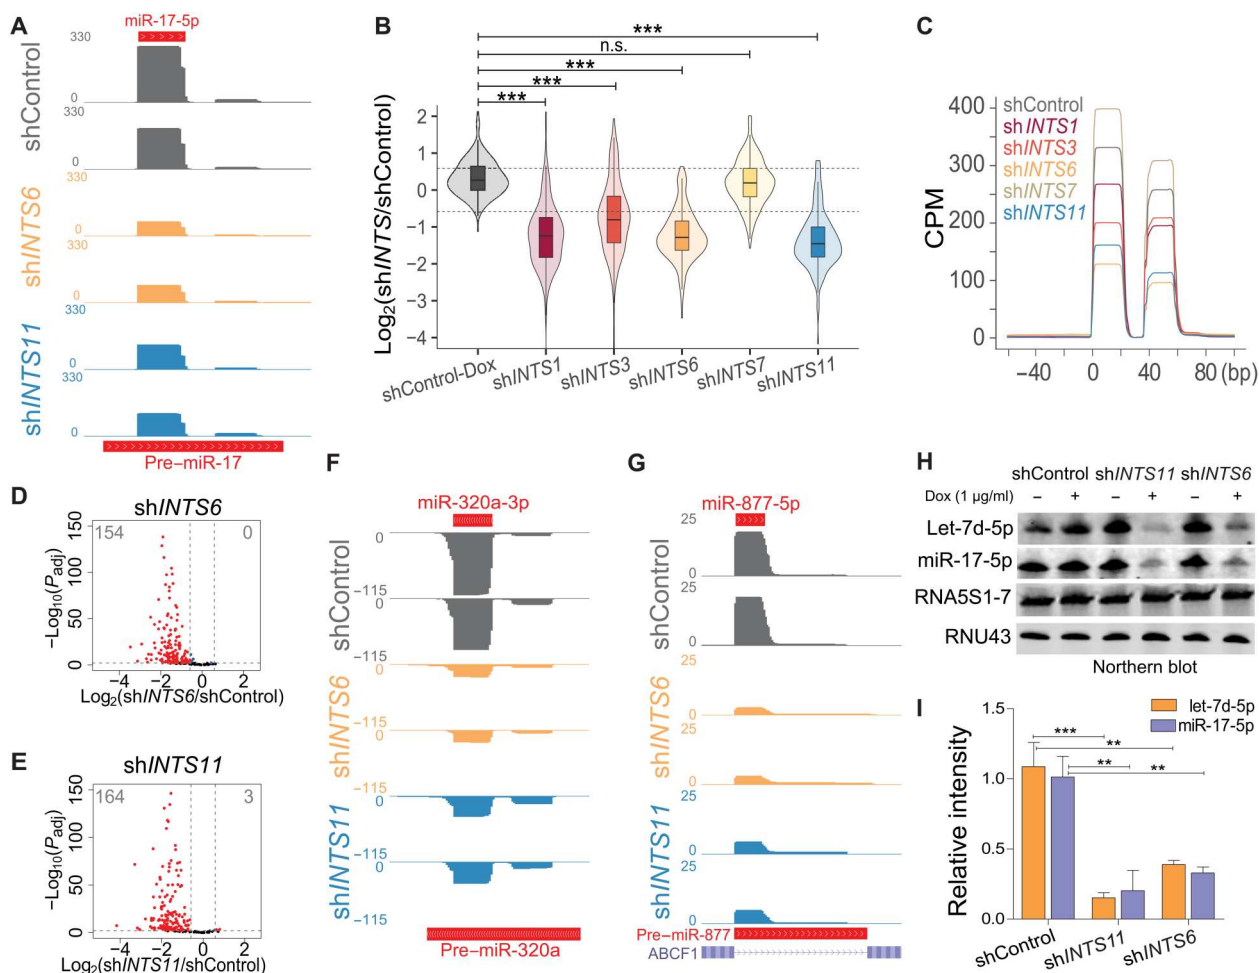 A
miR-17-5p
330
0
330
0
330
0
330
0
330
0
330
0
shControl
shINTS6
shINTS11
Pre–miR-17
B
***
n.s.
***
***
***
Log2(shINTS/shControl)
2
1
0
−1
−2
−3
−4
shControl-Dox
shINTS1
shINTS3
shINTS6
shINTS7
shINTS11
C
CPM
400
300
200
100
0
shControl
shINTS1
shINTS3
shINTS6
shINTS7
shINTS11
−40 0 40 80 (bp)
D
shINTS6
154 0
−Log10(Padj)
150
100
50
0
−4 −2 0 2
Log2(shINTS6/shControl)
E
shINTS11
164 3
−Log10(Padj)
150
100
50
0
−4 −2 0 2
Log2(shINTS11/shControl)
F
miR-320a-3p
0
−115
0
−115
0
−115
0
−115
0
−115
0
−115
shControl
shINTS6
shINTS11
Pre–miR-320a
G
miR-877-5p
25
0
25
0
25
0
25
0
25
0
25
0
shControl
shINTS6
shINTS11
Pre–miR-877
ABCF1
H
shControl shINTS11 shINTS6
Dox (1 µg/ml) – + – + – +
Let-7d-5p
miR-17-5p
RNA5S1-7
RNU43
Northern blot
I
Relative intensity
1.5
1.0
0.5
0.0
let-7d-5p
miR-17-5p
***
**
**
**
shControl
shINTS11
shINTS6